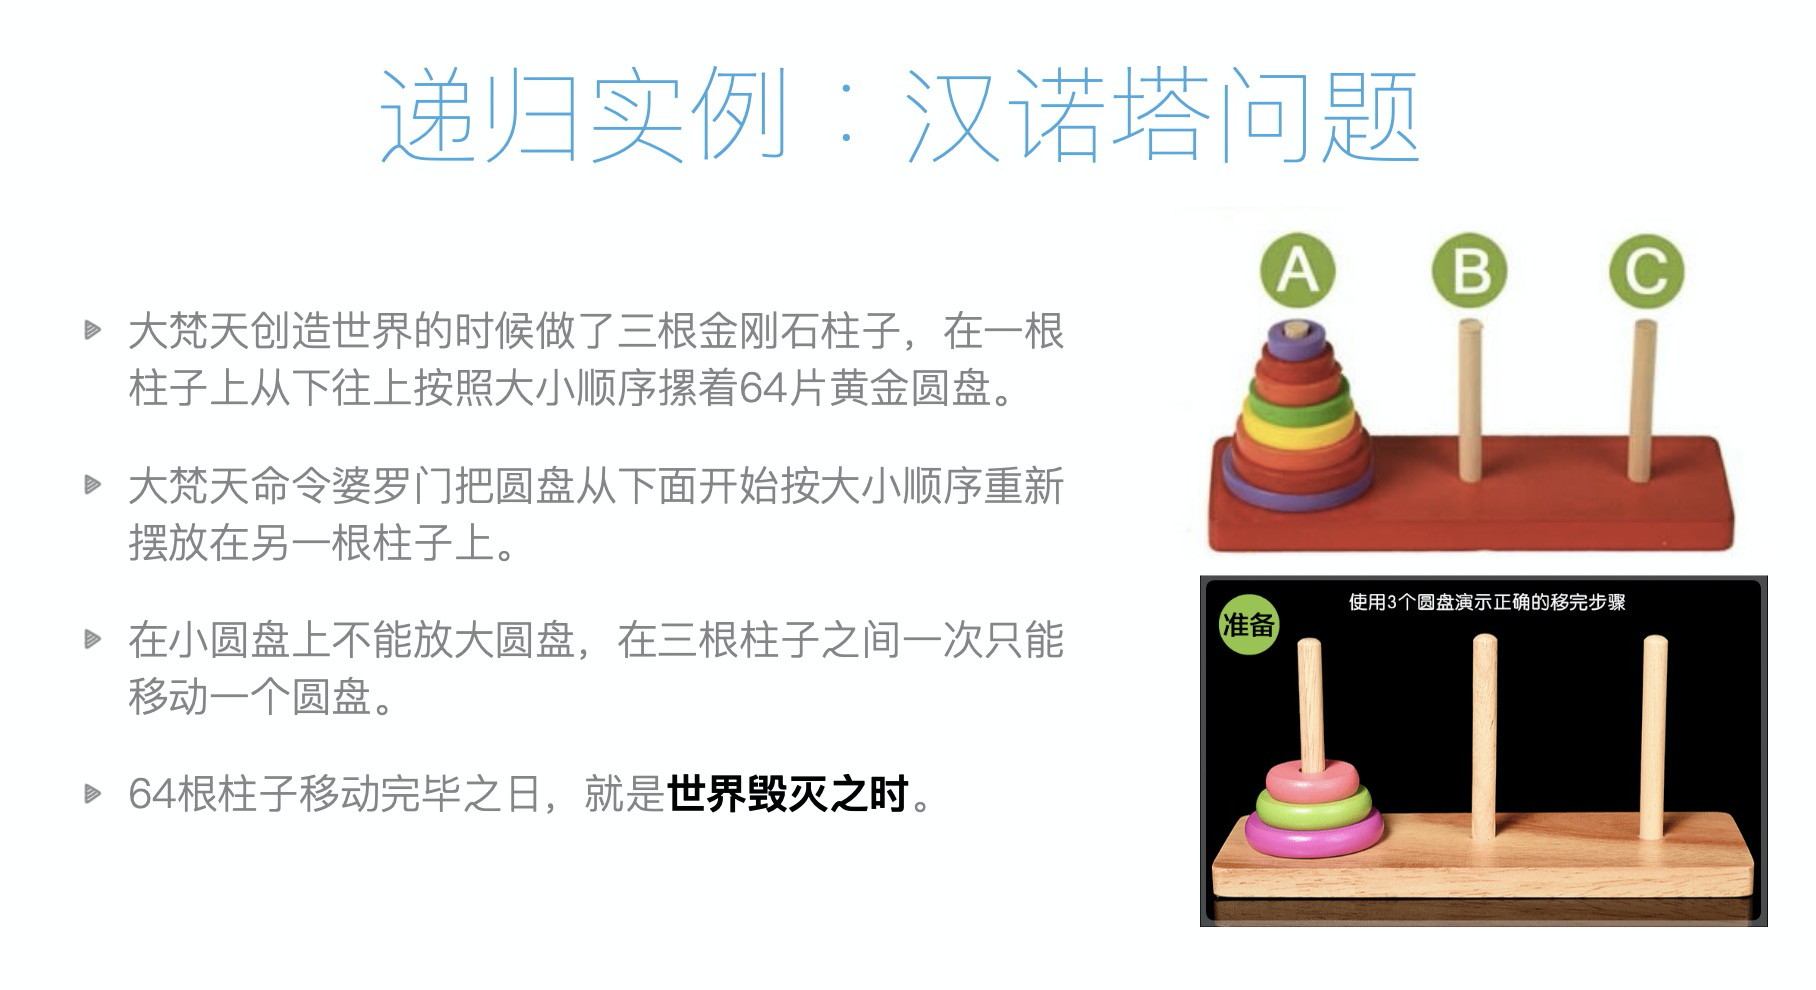 递归实例：汉诺塔问题
大梵天创造世界的时候做了三根金刚石柱子，在一根
柱子上从下往上按照大小顺序摞着64片黄金圆盘。
大梵天命令婆罗门把圆盘从下面开始按大小顺序重新
摆放在另一根柱子上。
在小圆盘上不能放大圆盘，在三根柱子之间一次只能
移动一个圆盘。
64根柱子移动完毕之日，就是世界毁灭之时。
A B C
使用3个圆盘演示正确的移完步骤
准备